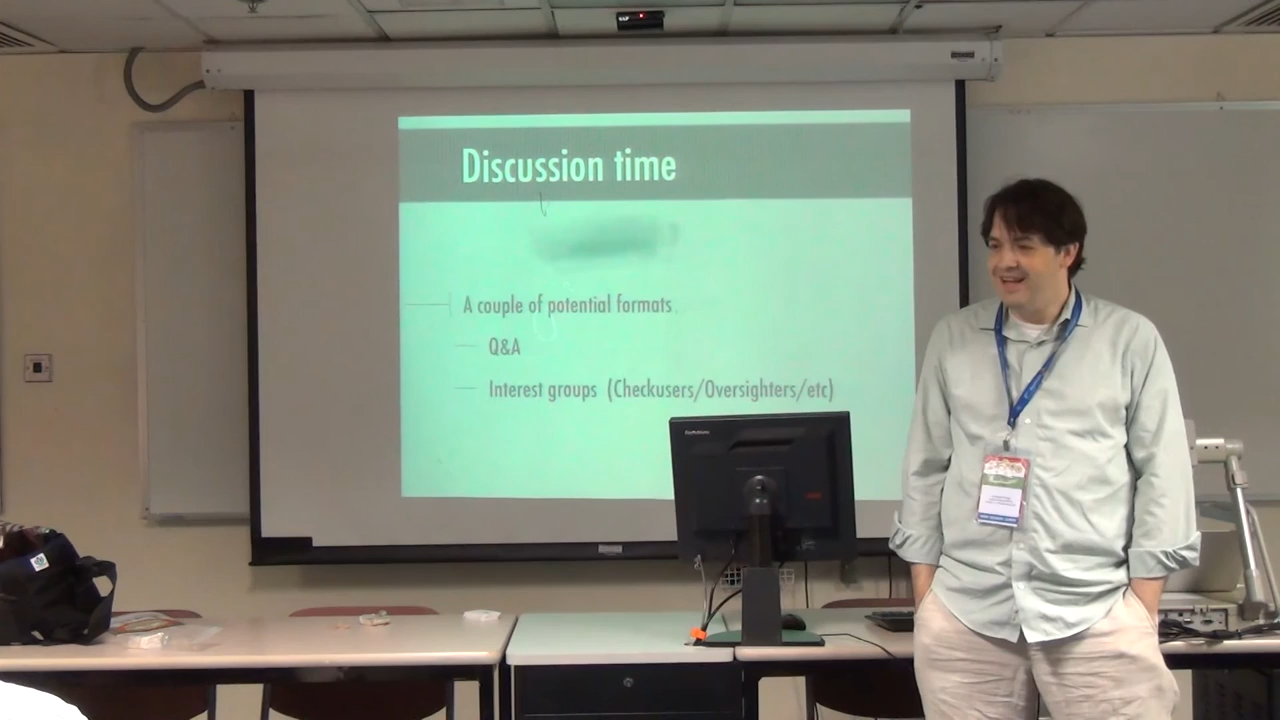 Discussion time
A couple of potential formats
Q&A
Interest groups (Checkusers/Oversighters/etc)